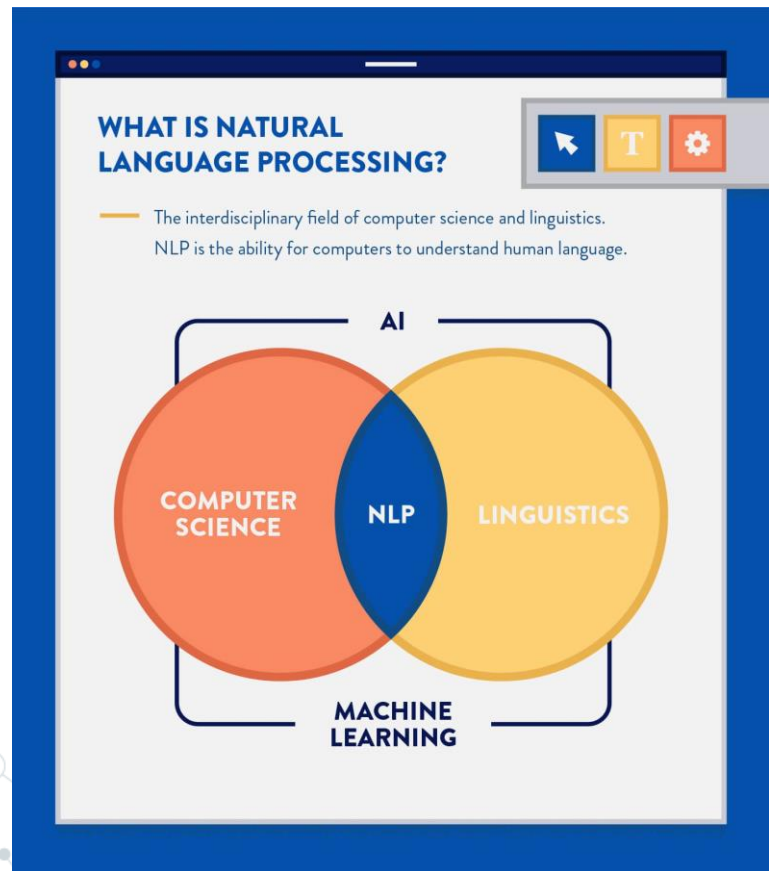 WHAT IS NATURAL
LANGUAGE PROCESSING?
T
The interdisciplinary field of computer science and linguistics.
NLP is the ability for computers to understand human language.
AI
COMPUTER
SCIENCE
NLP
LINGUISTICS
MACHINE
LEARNING